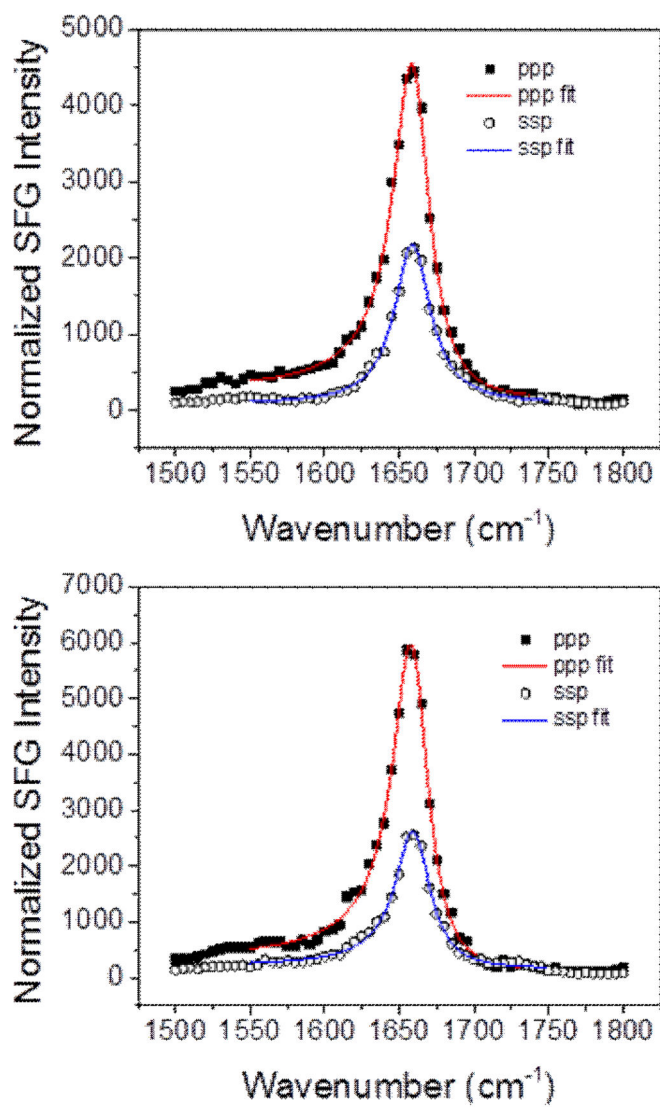 Normalized SFG Intensity
5000
4000
3000
2000
1000
0
ppp
ppp fit
ssp
ssp fit
1500 1550 1600 1650 1700 1750 1800
Wavenumber (cm⁻¹)
Normalized SFG Intensity
7000
6000
5000
4000
3000
2000
1000
0
ppp
ppp fit
ssp
ssp fit
1500 1550 1600 1650 1700 1750 1800
Wavenumber (cm⁻¹)